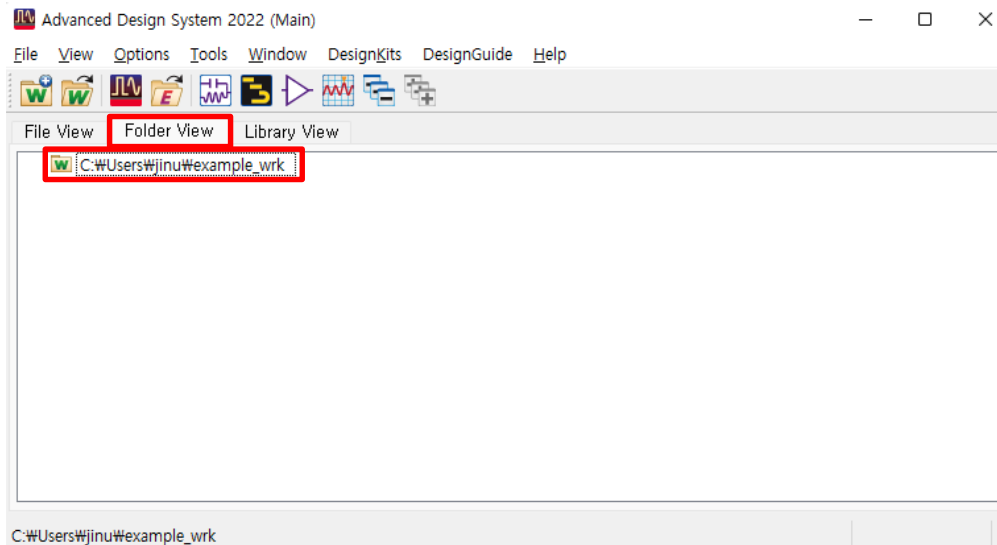 Advanced Design System 2022 (Main)
File View Options Tools Window DesignKits DesignGuide Help
File View Folder View Library View
C:₩Users₩jinu₩example_wrk
C:₩Users₩jinu₩example_wrk